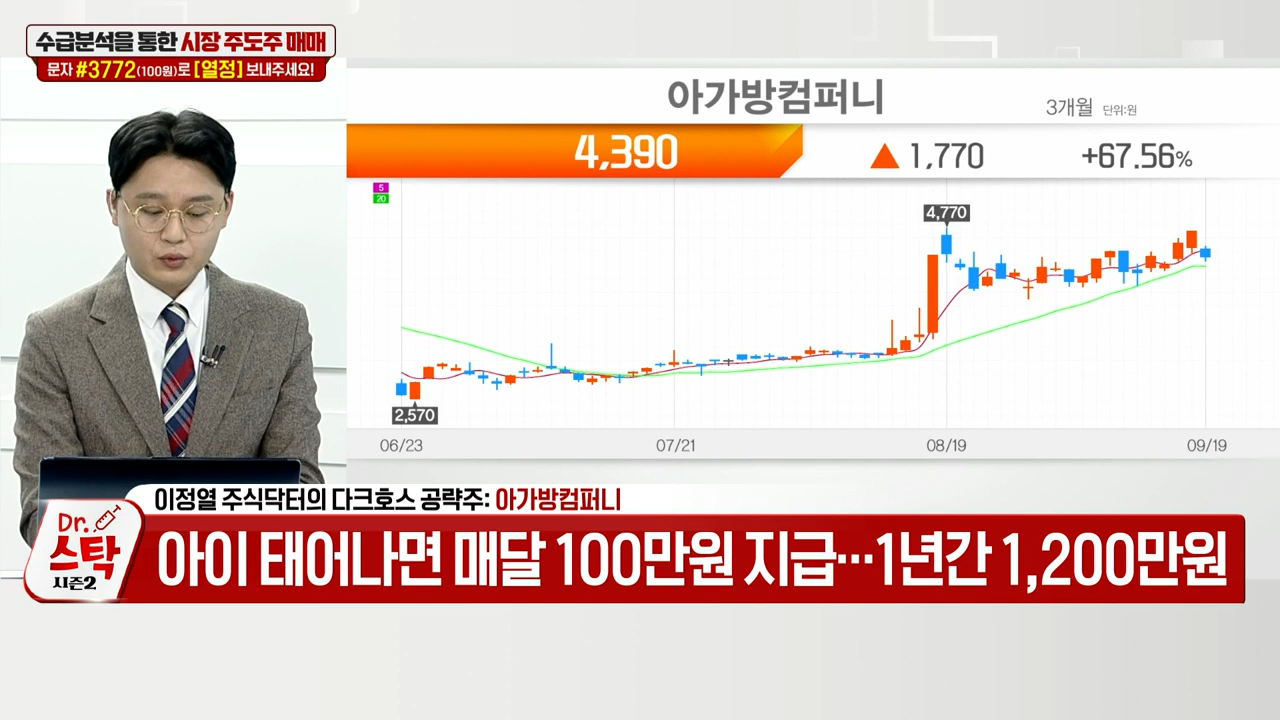 수급분석을 통한 시장 주도주 매매
문자 #3772(100원)로 [열정] 보내주세요!
아가방컴퍼니
3개월 단위:원
4,390 ▲ 1,770 +67.56%
5
20
4,770
2,570
06/23 07/21 08/19 09/19
이정열 주식닥터의 다크호스 공략주: 아가방컴퍼니
Dr.
스탁
시즌2
아이 태어나면 매달 100만원 지급…1년간 1,200만원